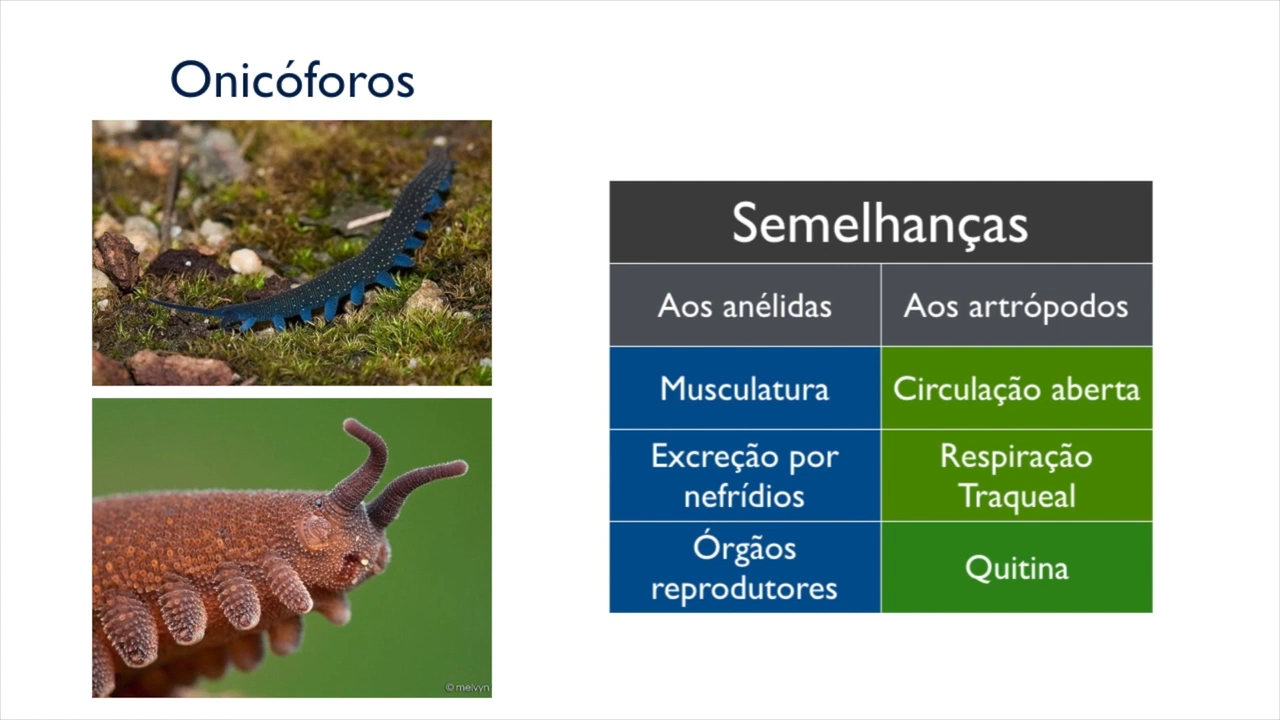 Onicóforos
Semelhanças
Aos anélidas
Aos artrópodos
Musculatura
Circulação aberta
Excreção por
nefrídios
Respiração
Traqueal
Órgãos
reprodutores
Quitina
© melvyn